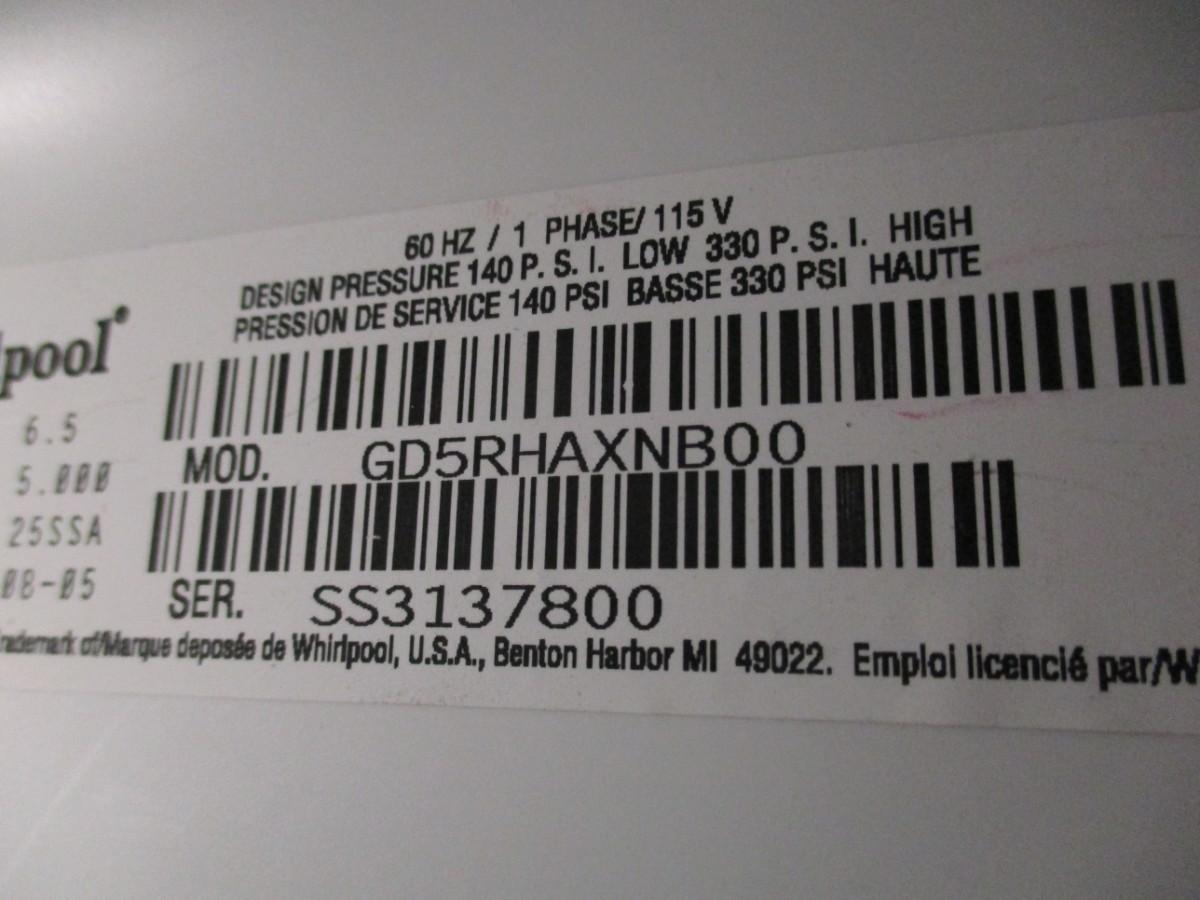 60 HZ / 1 PHASE/ 115 V
DESIGN PRESSURE 140 P. S. I. LOW 330 P. S. I. HIGH
PRESSION DE SERVICE 140 PSI BASSE 330 PSI HAUTE
lpool®
6.5
5.000
25SSA
08-05
MOD. GD5RHAXNB00
SER. SS3137800
rademark of/Marque deposée de Whirlpool, U.S.A., Benton Harbor MI 49022. Emploi licencié par/W